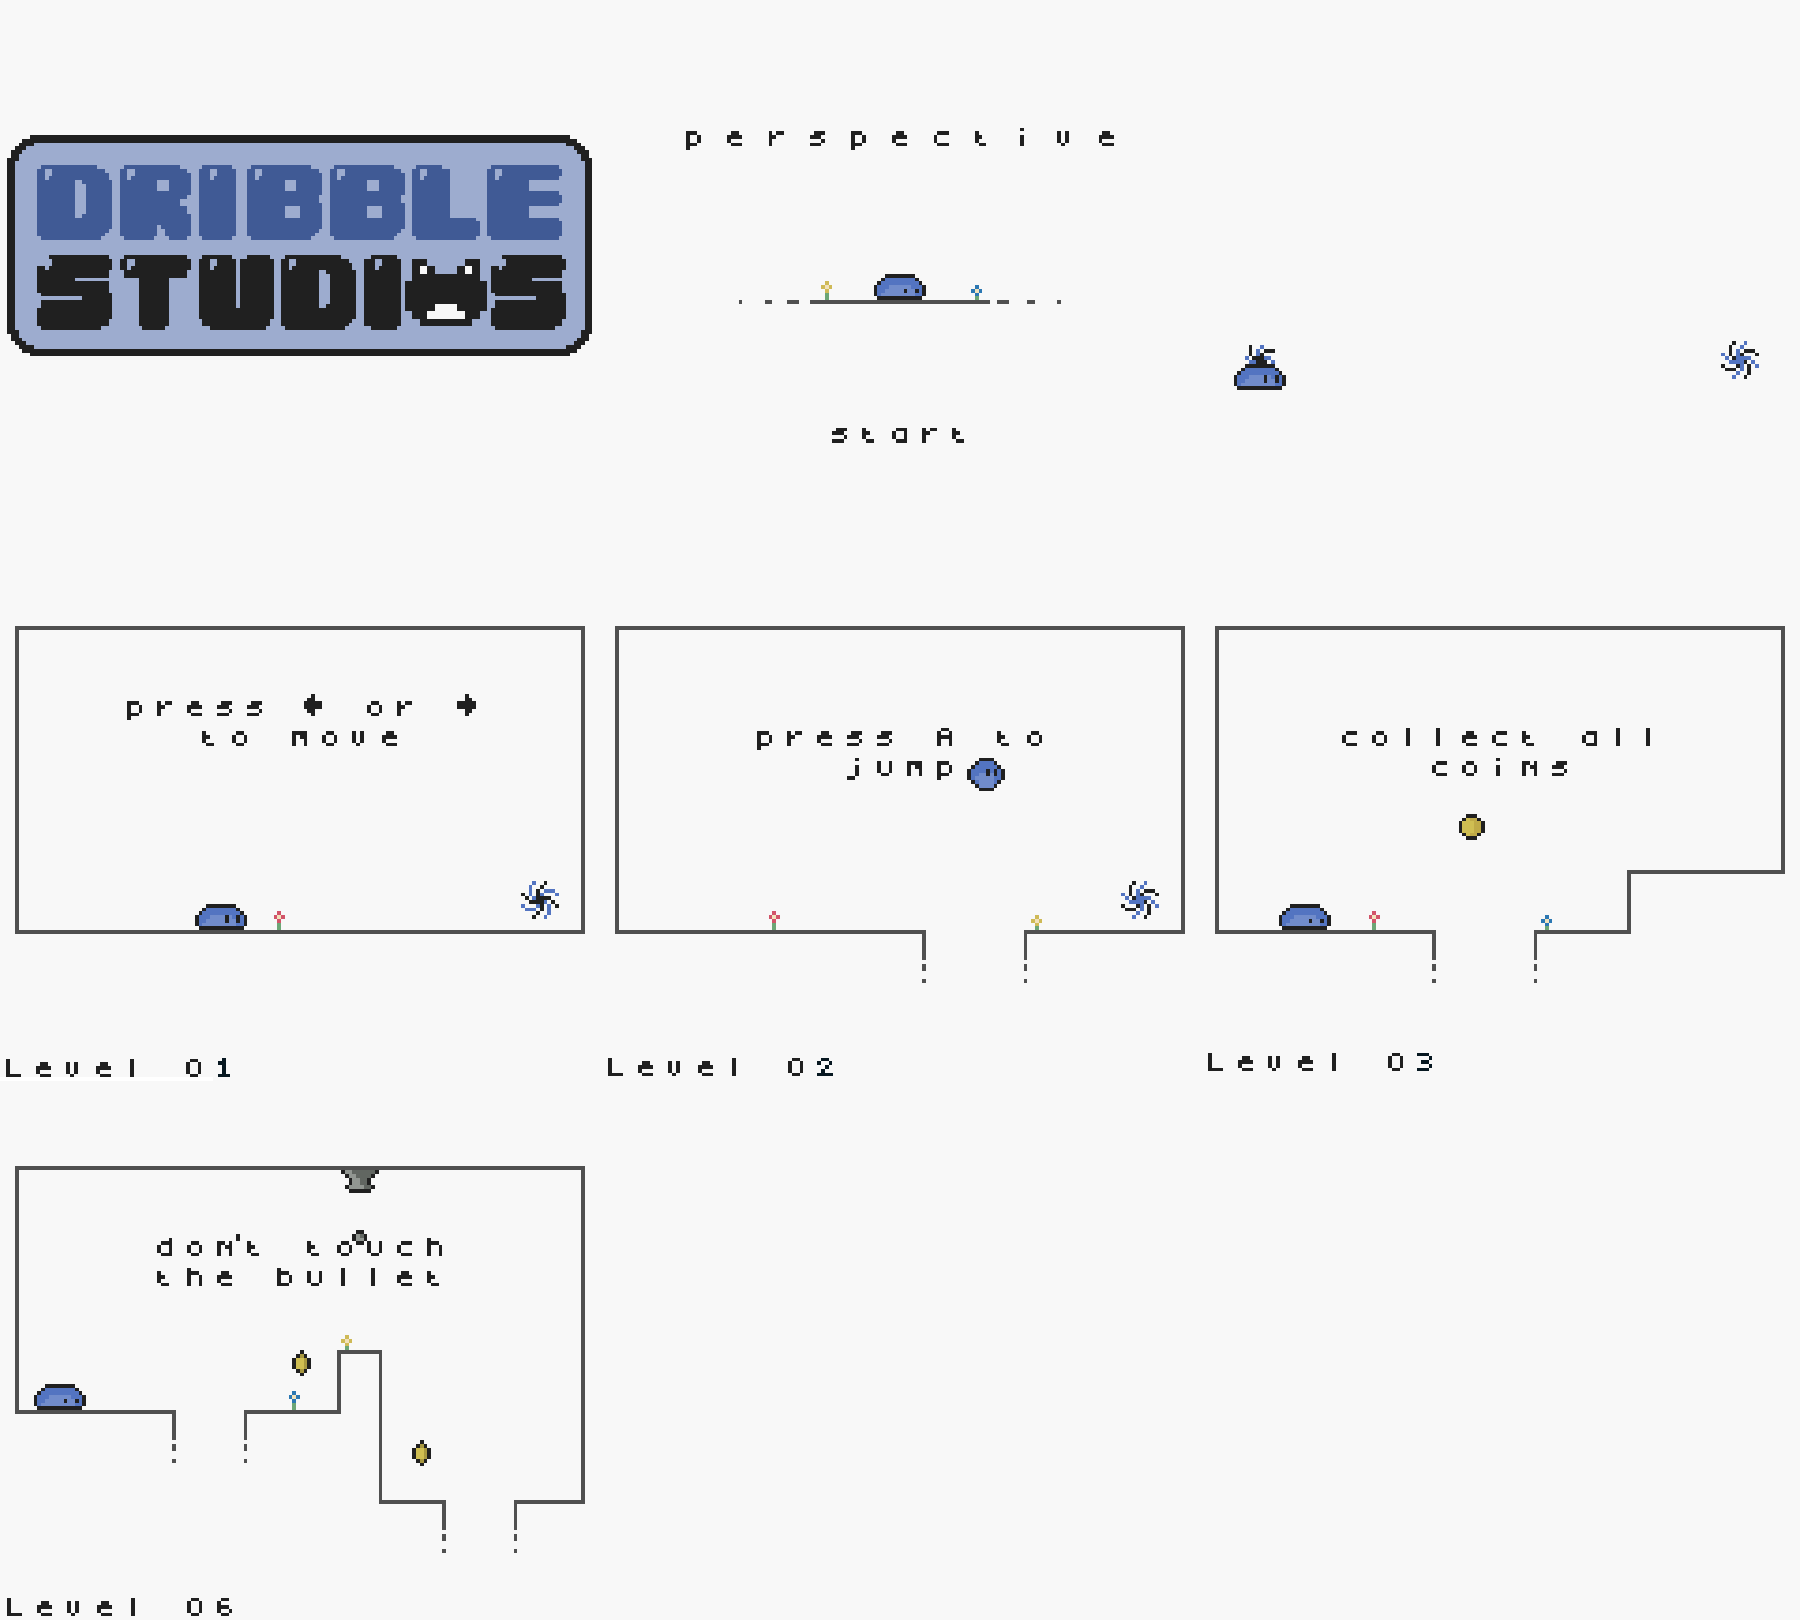 DRIBBLE
STUDIOS
perspective
start
press ← or →
to move
Level 01
press A to
jump
Level 02
collect all
coins
Level 03
don't touch
the bullet
Level 06